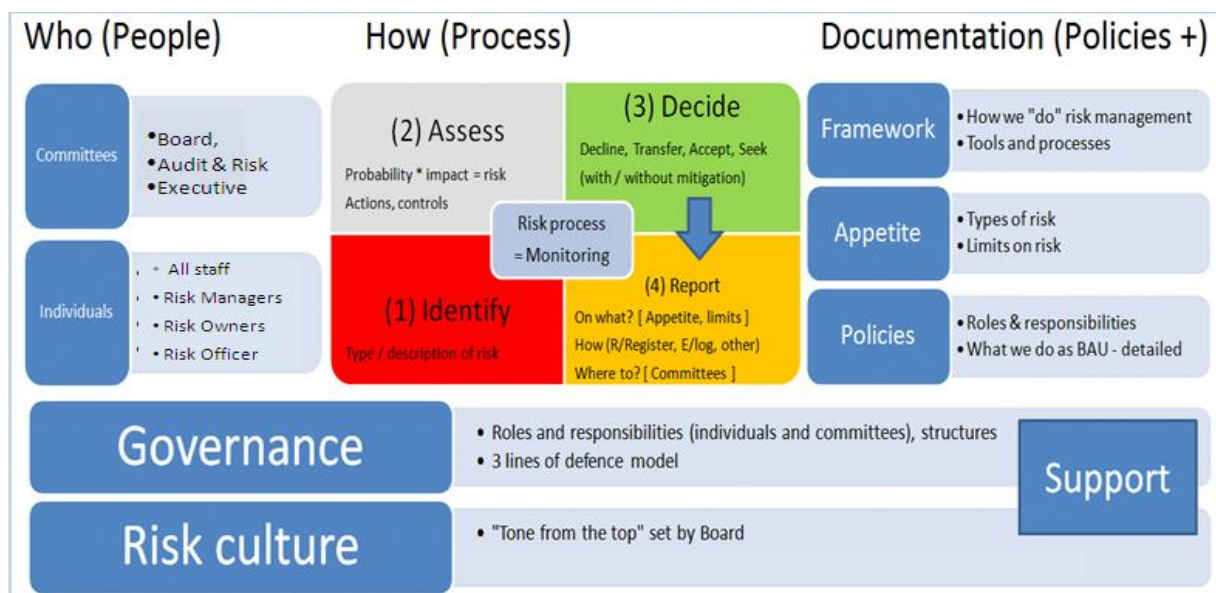 Who (People)
How (Process)
Documentation (Policies +)
Committees
•Board,
•Audit & Risk
•Executive
Individuals
• All staff
• Risk Managers
• Risk Owners
• Risk Officer
(2) Assess
Probability * impact = risk
Actions, controls
(3) Decide
Decline, Transfer, Accept, Seek
(with / without mitigation)
Risk process
= Monitoring
(1) Identify
Type / description of risk
(4) Report
On what? [ Appetite, limits ]
How (R/Register, E/log, other)
Where to? [ Committees ]
Framework
• How we "do" risk management
• Tools and processes
Appetite
• Types of risk
• Limits on risk
Policies
• Roles & responsibilities
• What we do as BAU - detailed
Governance
• Roles and responsibilities (individuals and committees), structures
• 3 lines of defence model
Support
Risk culture
• "Tone from the top" set by Board